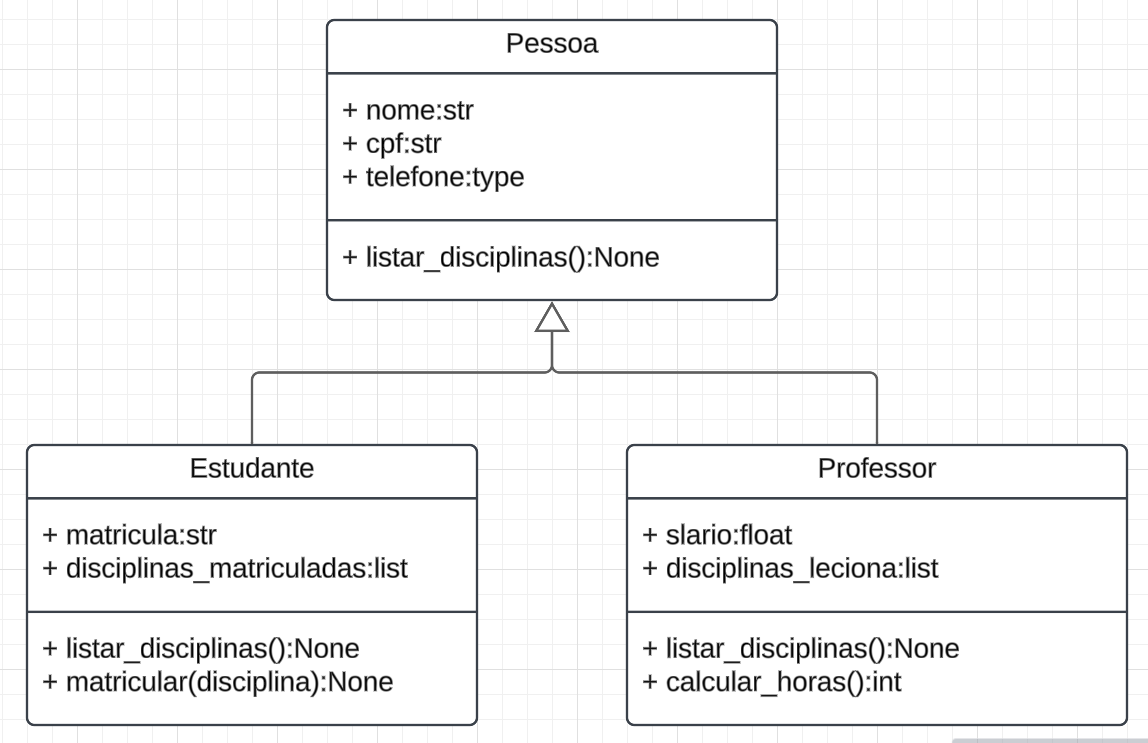 Pessoa
+ nome:str
+ cpf:str
+ telefone:type
+ listar_disciplinas():None
Estudante
+ matricula:str
+ disciplinas_matriculadas:list
+ listar_disciplinas():None
+ matricular(disciplina):None
Professor
+ slario:float
+ disciplinas_leciona:list
+ listar_disciplinas():None
+ calcular_horas():int